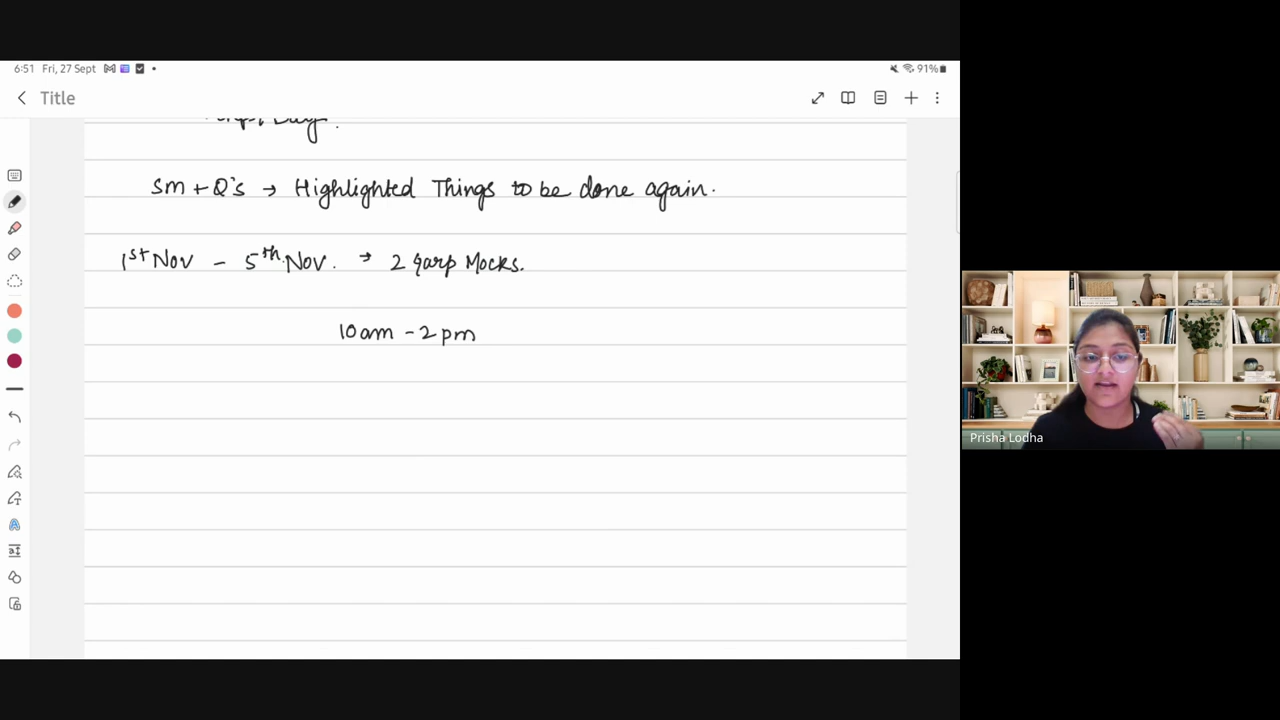 6:51 Fri, 27 Sept
91%
Title
SM + Q's → Highlighted Things to be done again.
1st Nov - 5th Nov. → 2 garp Mocks.
10am - 2pm
Prisha Lodha